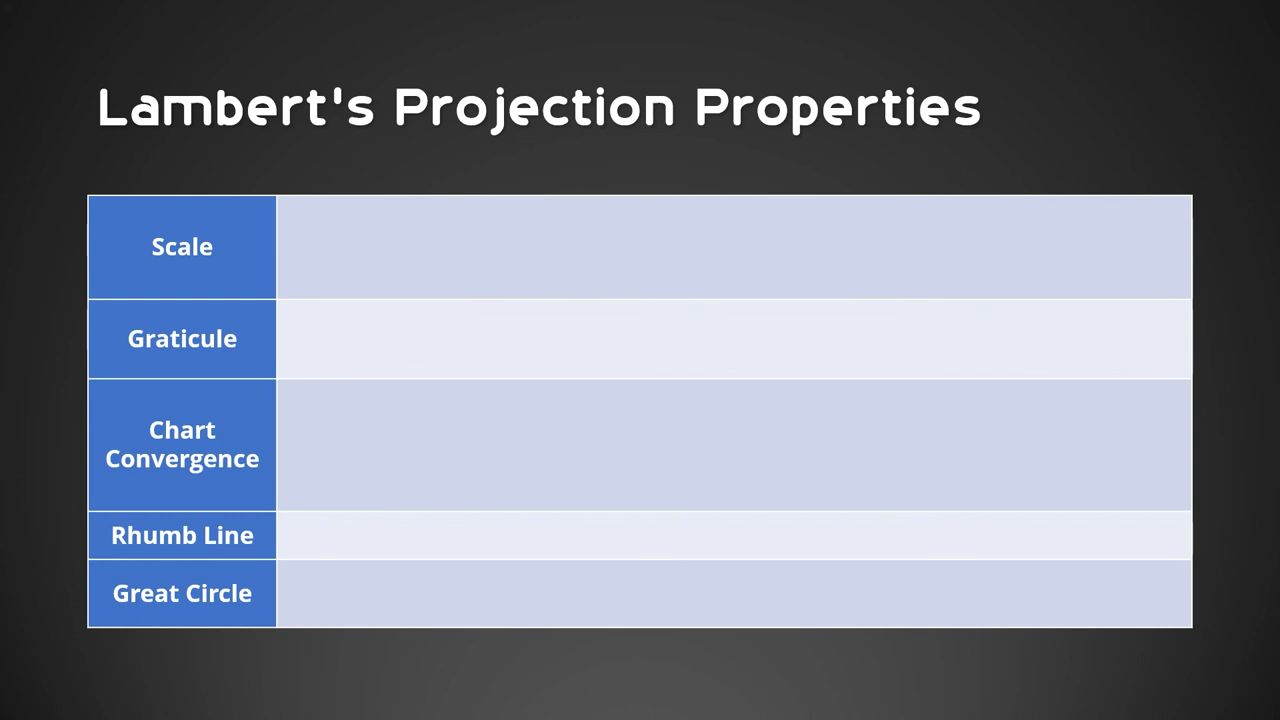 Lambert's Projection Properties
Scale
Graticule
Chart
Convergence
Rhumb Line
Great Circle